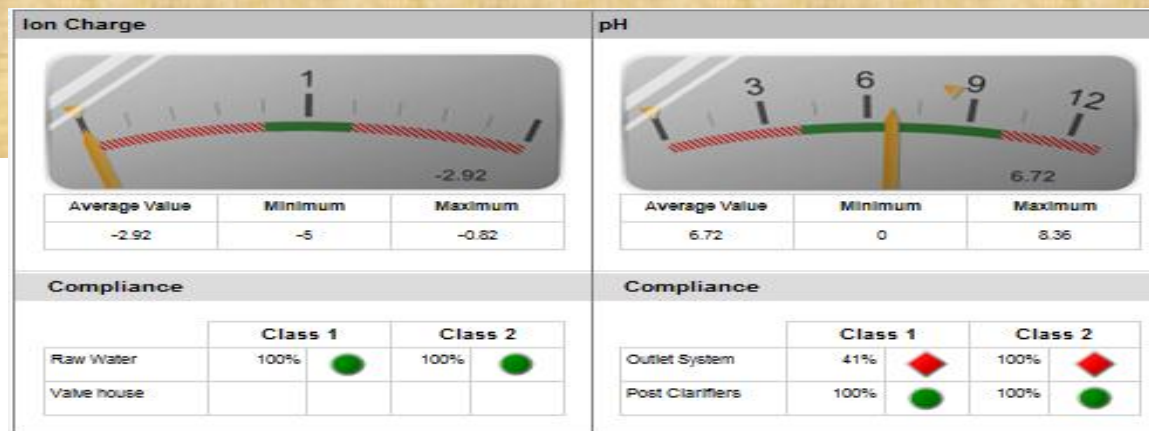 Ion Charge
1
-2.92
Average Value Minimum Maximum
-2.92 -5 -0.82
Compliance
Class 1 Class 2
Raw Water 100% 100%
Valve house
pH
3 6 9 12
6.72
Average Value Minimum Maximum
6.72 0 8.36
Compliance
Class 1 Class 2
Outlet System 41% 100%
Post Clarifiers 100% 100%